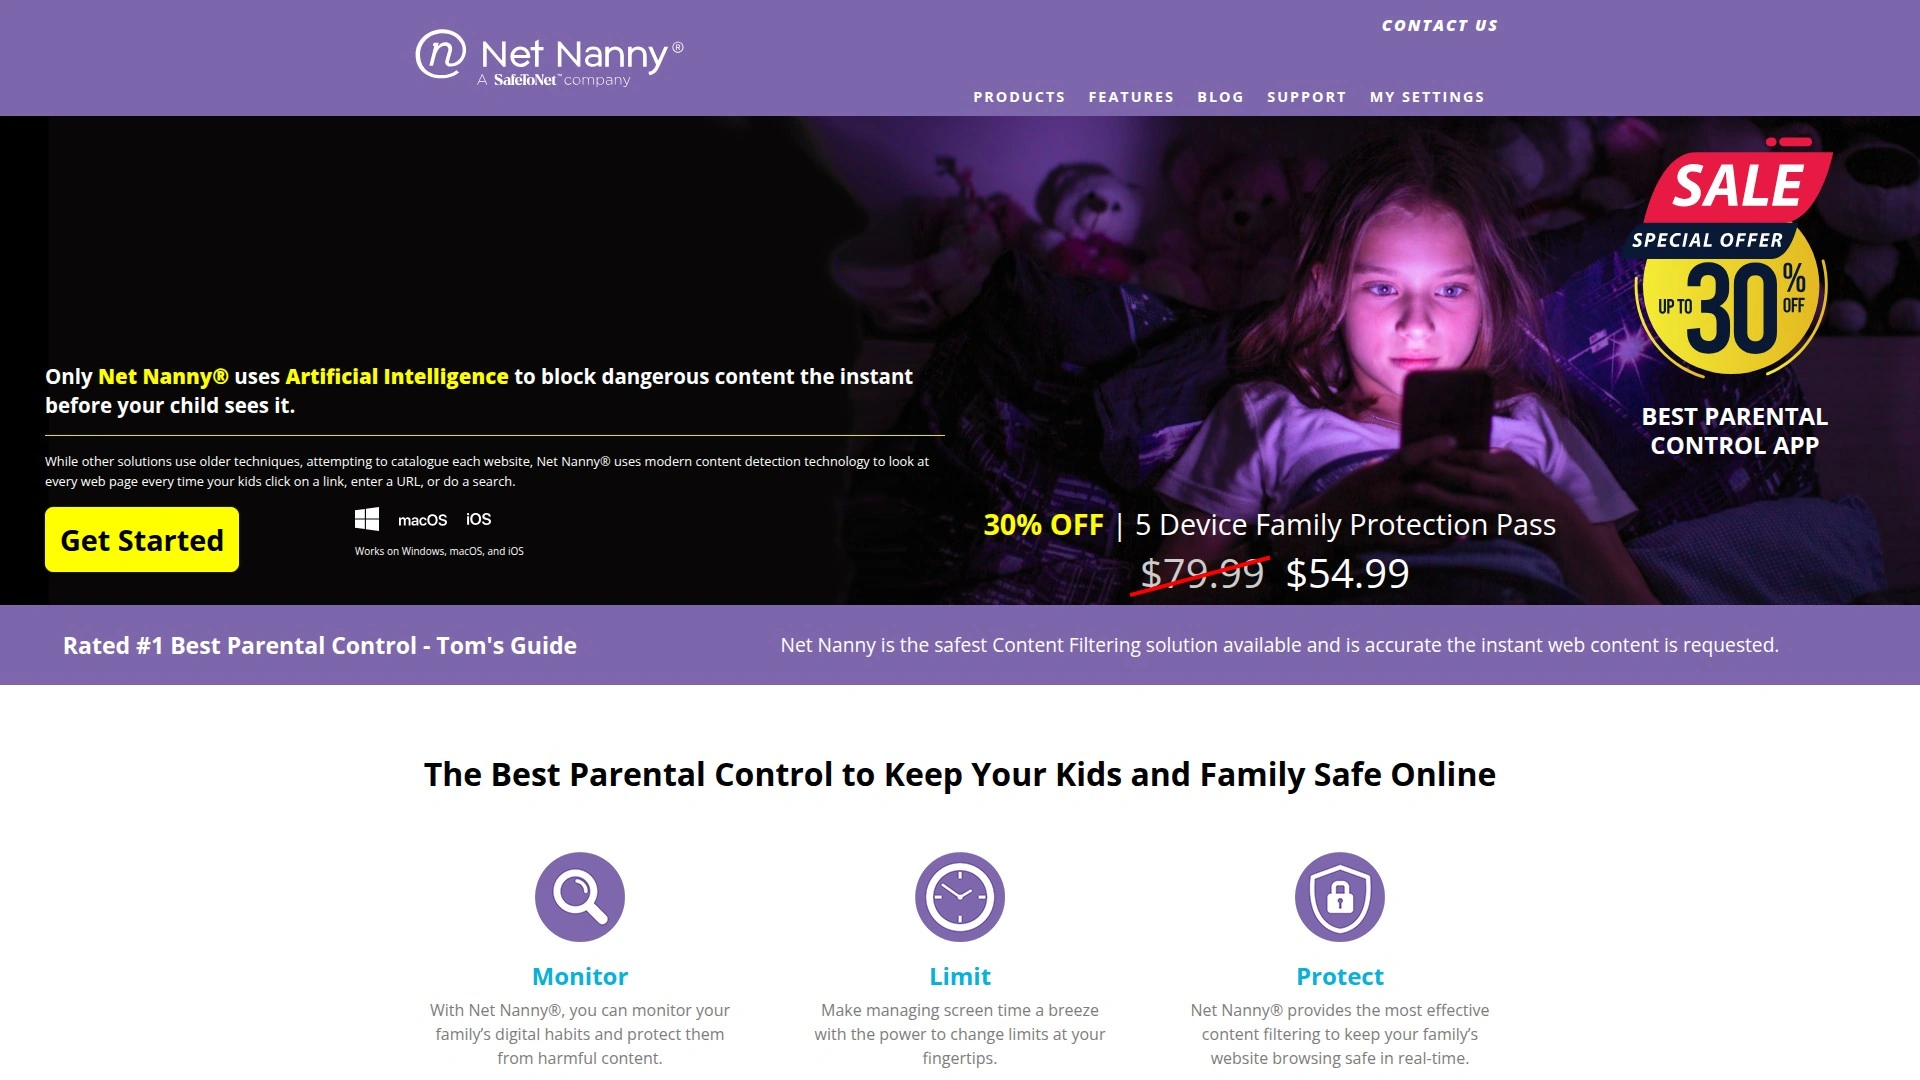 CONTACT US
Net Nanny®
A SafeToNet™ company
PRODUCTS FEATURES BLOG SUPPORT MY SETTINGS
SALE
SPECIAL OFFER
UP TO 30% OFF
BEST PARENTAL
CONTROL APP
Only Net Nanny® uses Artificial Intelligence to block dangerous content the instant
before your child sees it.
While other solutions use older techniques, attempting to catalogue each website, Net Nanny® uses modern content detection technology to look at
every web page every time your kids click on a link, enter a URL, or do a search.
Get Started
macOS iOS
Works on Windows, macOS, and iOS
30% OFF | 5 Device Family Protection Pass
$79.99 $54.99
Rated #1 Best Parental Control - Tom's Guide
Net Nanny is the safest Content Filtering solution available and is accurate the instant web content is requested.
The Best Parental Control to Keep Your Kids and Family Safe Online
Monitor
With Net Nanny®, you can monitor your
family’s digital habits and protect them
from harmful content.
Limit
Make managing screen time a breeze
with the power to change limits at your
fingertips.
Protect
Net Nanny® provides the most effective
content filtering to keep your family’s
website browsing safe in real-time.